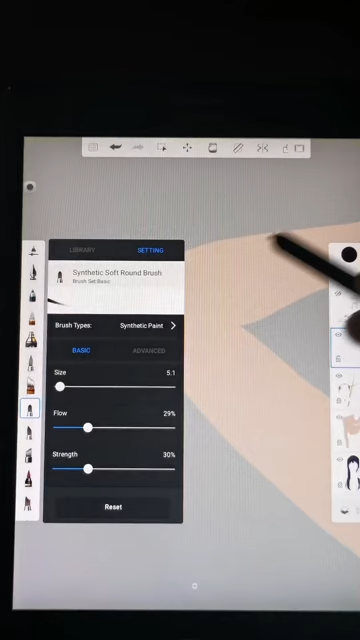 LIBRARY
SETTING
Synthetic Soft Round Brush
Brush Set Basic
Brush Types:
Synthetic Paint
BASIC
ADVANCED
Size
5.1
Flow
29%
Strength
30%
Reset